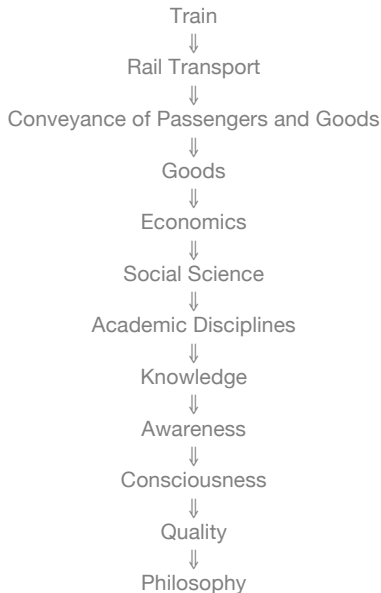 Train
⇓
Rail Transport
⇓
Conveyance of Passengers and Goods
⇓
Goods
⇓
Economics
⇓
Social Science
⇓
Academic Disciplines
⇓
Knowledge
⇓
Awareness
⇓
Consciousness
⇓
Quality
⇓
Philosophy